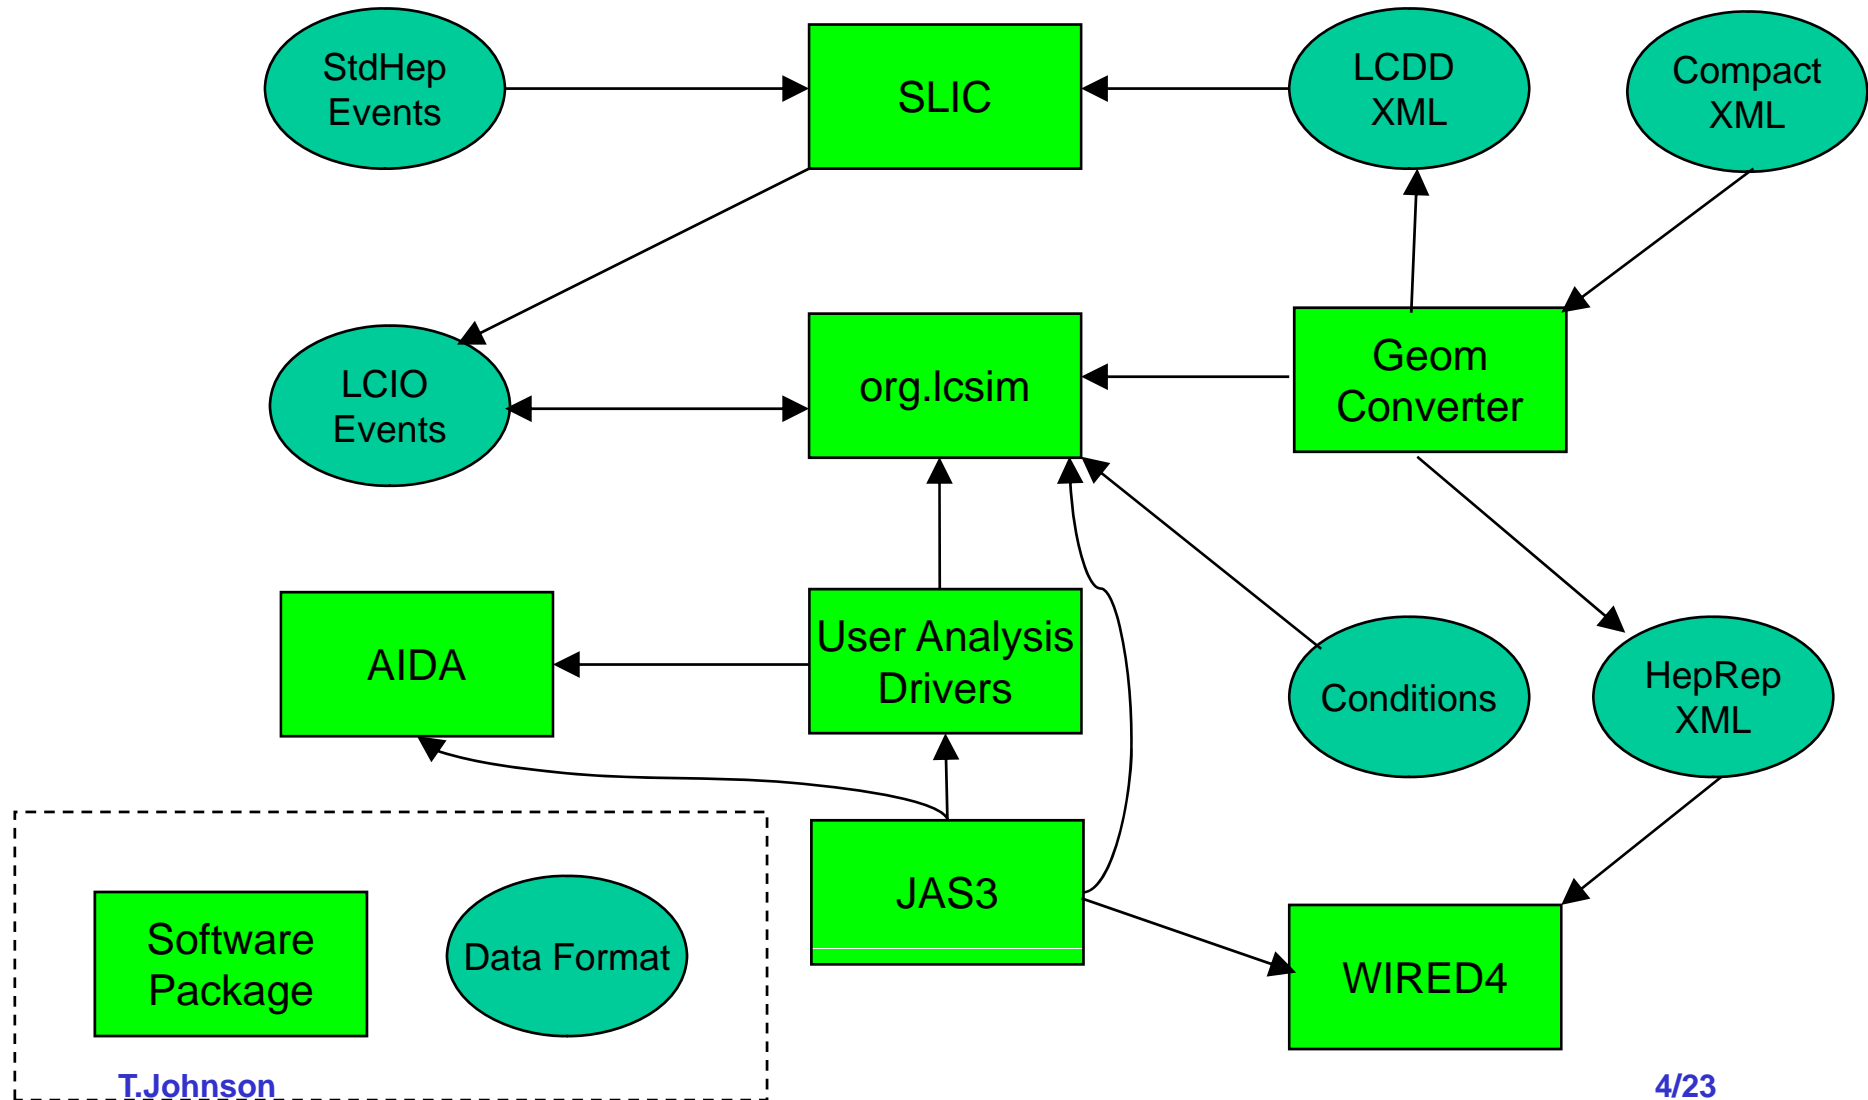 StdHep
Events
SLIC
LCDD
XML
Compact
XML
LCIO
Events
org.lcsim
Geom
Converter
AIDA
User Analysis
Drivers
Conditions
HepRep
XML
JAS3
WIRED4
Software
Package
Data Format
T.Johnson
4/23